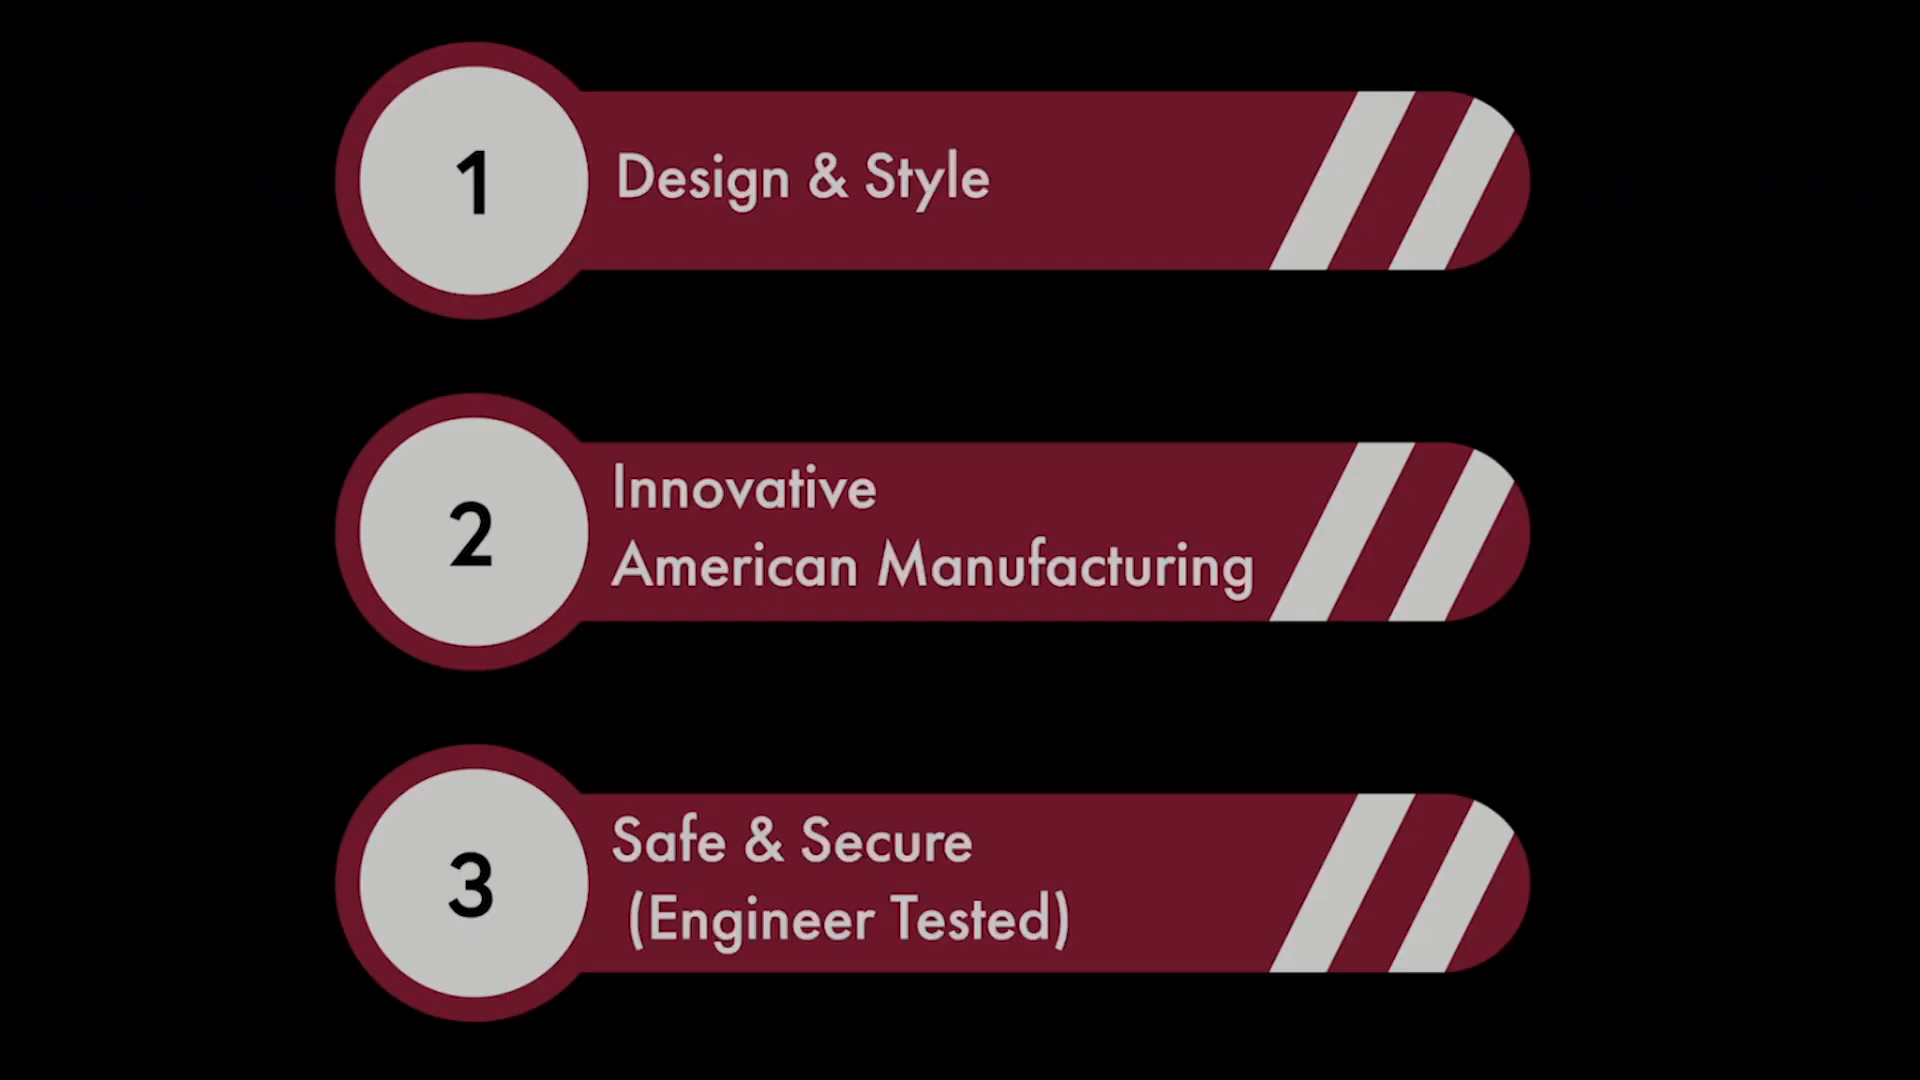 1
Design & Style
2
Innovative
American Manufacturing
3
Safe & Secure
(Engineer Tested)